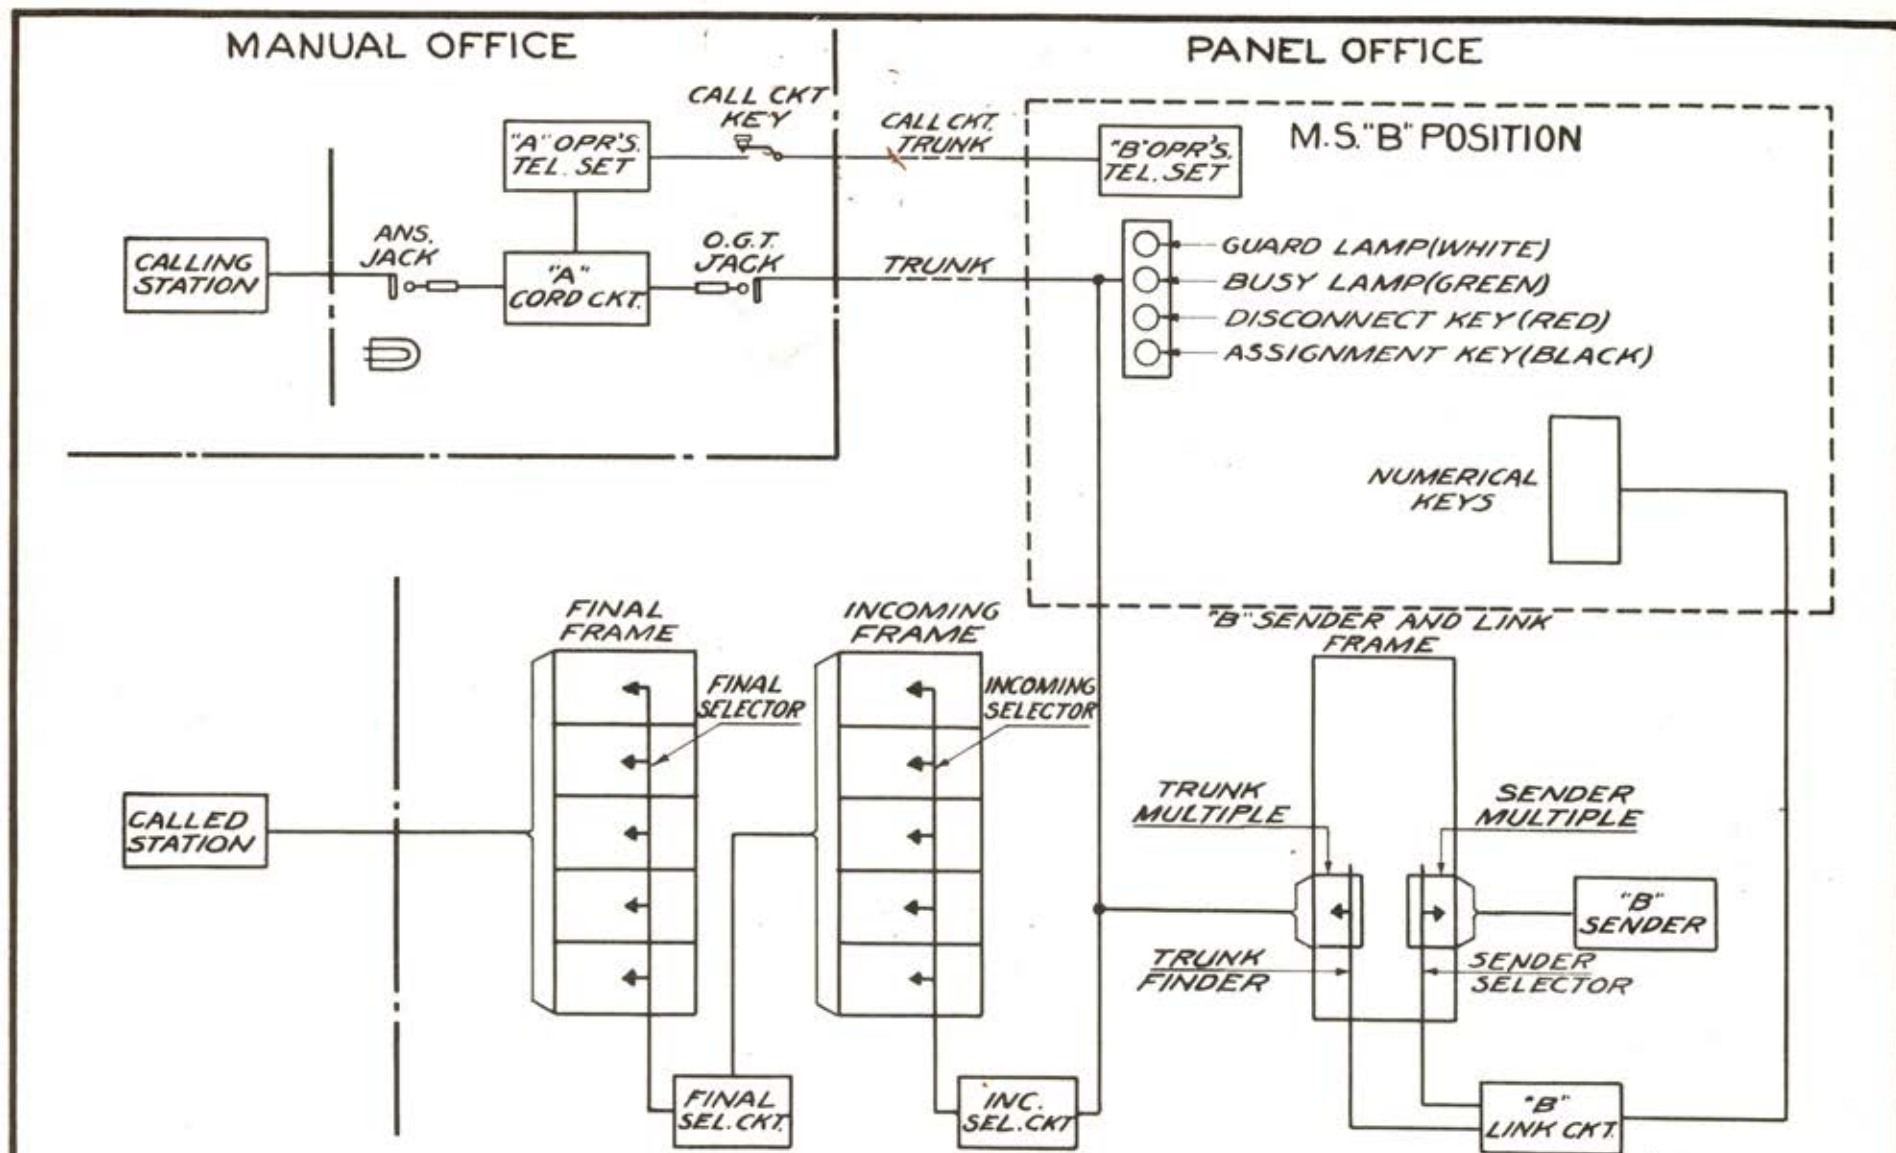 MANUAL OFFICE
PANEL OFFICE
CALL CKT
KEY
"A" OPR'S.
TEL. SET
CALL CKT.
TRUNK
"B" OPR'S.
TEL. SET
M.S. "B" POSITION
CALLING
STATION
ANS.
JACK
"A"
CORD CKT.
O.G.T.
JACK
TRUNK
GUARD LAMP (WHITE)
BUSY LAMP (GREEN)
DISCONNECT KEY (RED)
ASSIGNMENT KEY (BLACK)
NUMERICAL
KEYS
FINAL
FRAME
INCOMING
FRAME
"B" SENDER AND LINK
FRAME
FINAL
SELECTOR
INCOMING
SELECTOR
TRUNK
MULTIPLE
SENDER
MULTIPLE
CALLED
STATION
"B"
SENDER
TRUNK
FINDER
SENDER
SELECTOR
FINAL
SEL. CKT.
INC.
SEL. CKT
"B"
LINK CKT.